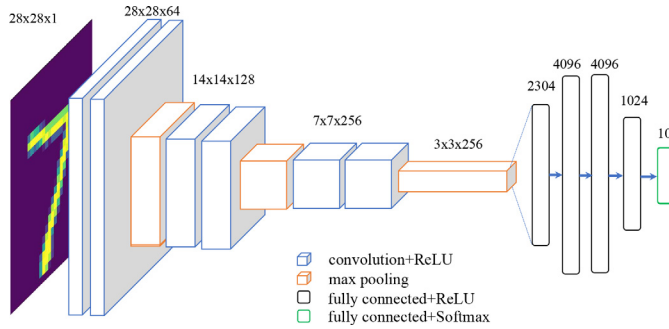 28x28x1
28x28x64
14x14x128
7x7x256
3x3x256
2304
4096
4096
1024
10
convolution+ReLU
max pooling
fully connected+ReLU
fully connected+Softmax